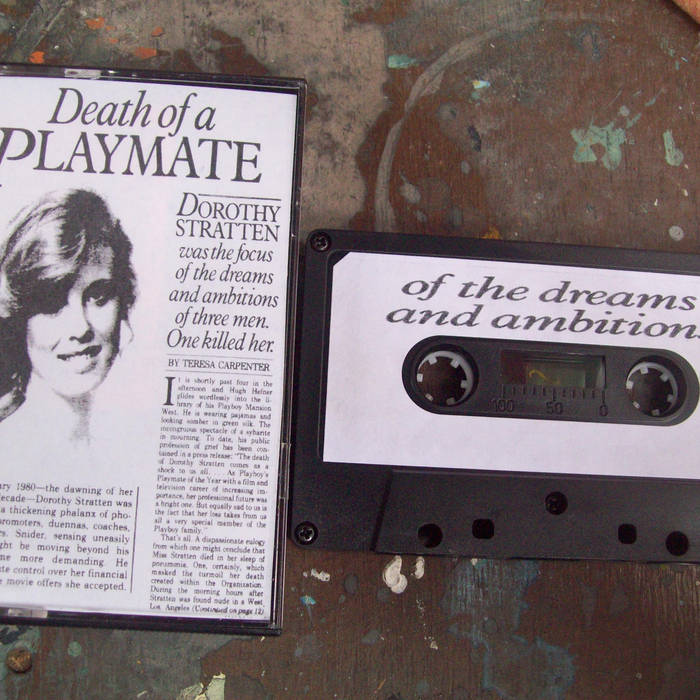 Death of a
PLAYMATE
DOROTHY
STRATTEN
was the focus
of the dreams
and ambitions
of three men.
One killed her.
BY TERESA CARPENTER
It is shortly past four in the
afternoon and Hugh Hefner
glides wordlessly into the li-
brary of his Playboy Mansion
West. He is wearing pajamas and
looking somber in green silk. The
incongruous spectacle of a sybarite
in mourning. To date, his public
profession of grief has been con-
tained in a press release: "The death
of Dorothy Stratten comes as a
shock to us all. . . . As Playboy's
Playmate of the Year with a film and
television career of increasing im-
portance, her professional future was
a bright one. But equally sad to us is
the fact that her loss takes from us
all a very special member of the
Playboy family."
That's all. A dispassionate eulogy
from which one might conclude that
Miss Stratten died in her sleep of
pneumonia. One, certainly, which
masked the turmoil her death
created within the Organization.
During the morning hours after
Stratten was found nude in a West
Los Angeles (Continued on page 12)
ary 1980—the dawning of her
decade—Dorothy Stratten was
a thickening phalanx of pho-
promoters, duennas, coaches,
rs. Snider, sensing uneasily
ght be moving beyond his
me more demanding. He
ute control over her financial
e movie offers she accepted.
of the dreams
and ambitions
100 50 0